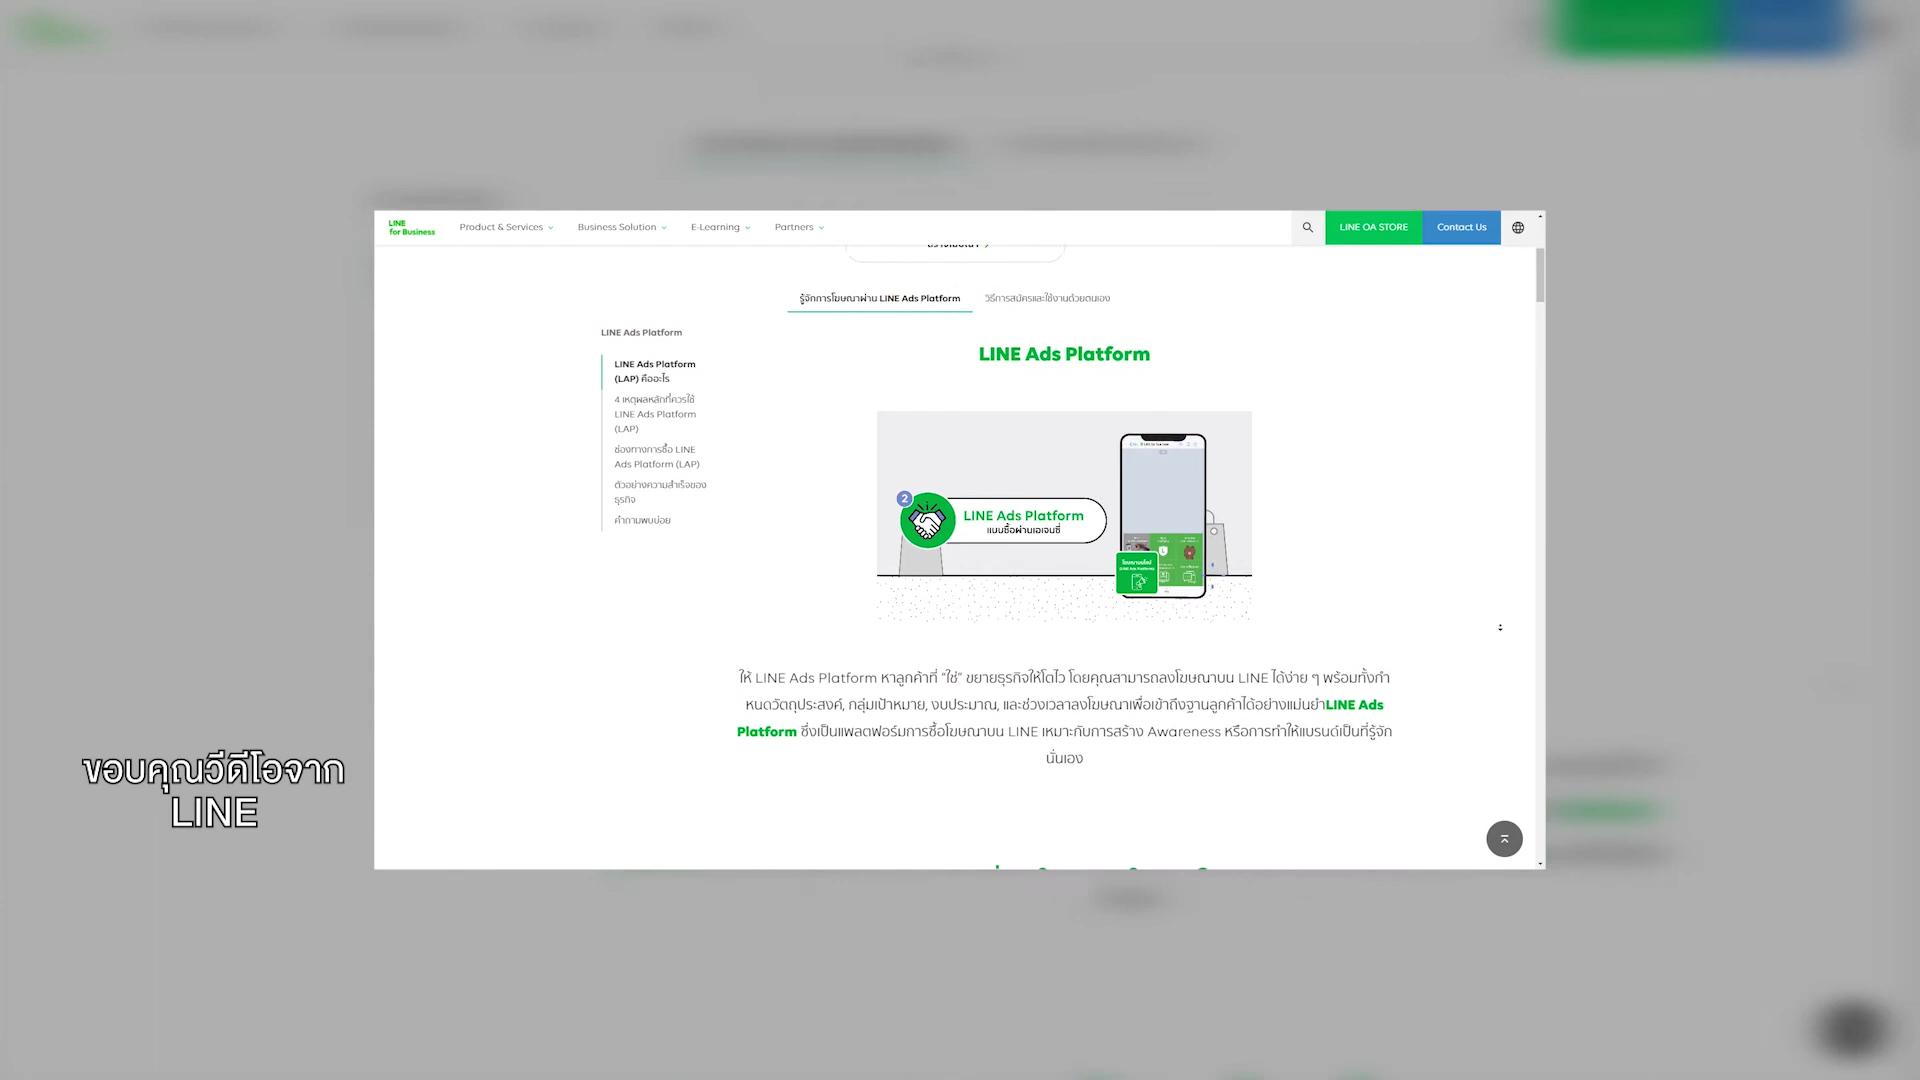 LINE
for Business
Product & Services
Business Solution
E-Learning
Partners
LINE OA STORE
Contact Us
รู้จักการโฆษณาผ่าน LINE Ads Platform
วิธีการสมัครและใช้งานด้วยตนเอง
LINE Ads Platform
LINE Ads Platform
(LAP) คืออะไร
4 เหตุผลหลักที่ควรใช้
LINE Ads Platform
(LAP)
ช่องทางการซื้อ LINE
Ads Platform (LAP)
ตัวอย่างความสำเร็จของ
ธุรกิจ
คำถามพบบ่อย
LINE Ads Platform
2
LINE Ads Platform
แบบซื้อผ่านเอเจนซี่
ให้ LINE Ads Platform หาลูกค้าที่ “ใช่” ขยายธุรกิจให้โตไว โดยคุณสามารถลงโฆษณาบน LINE ได้ง่าย ๆ พร้อมทั้งกำ
หนดวัตถุประสงค์, กลุ่มเป้าหมาย, งบประมาณ, และช่วงเวลาลงโฆษณาเพื่อเข้าถึงฐานลูกค้าได้อย่างแม่นยำLINE Ads
Platform ซึ่งเป็นแพลตฟอร์มการซื้อโฆษณาบน LINE เหมาะกับการสร้าง Awareness หรือการทำให้แบรนด์เป็นที่รู้จัก
นั่นเอง
ขอบคุณวีดีโอจาก
LINE